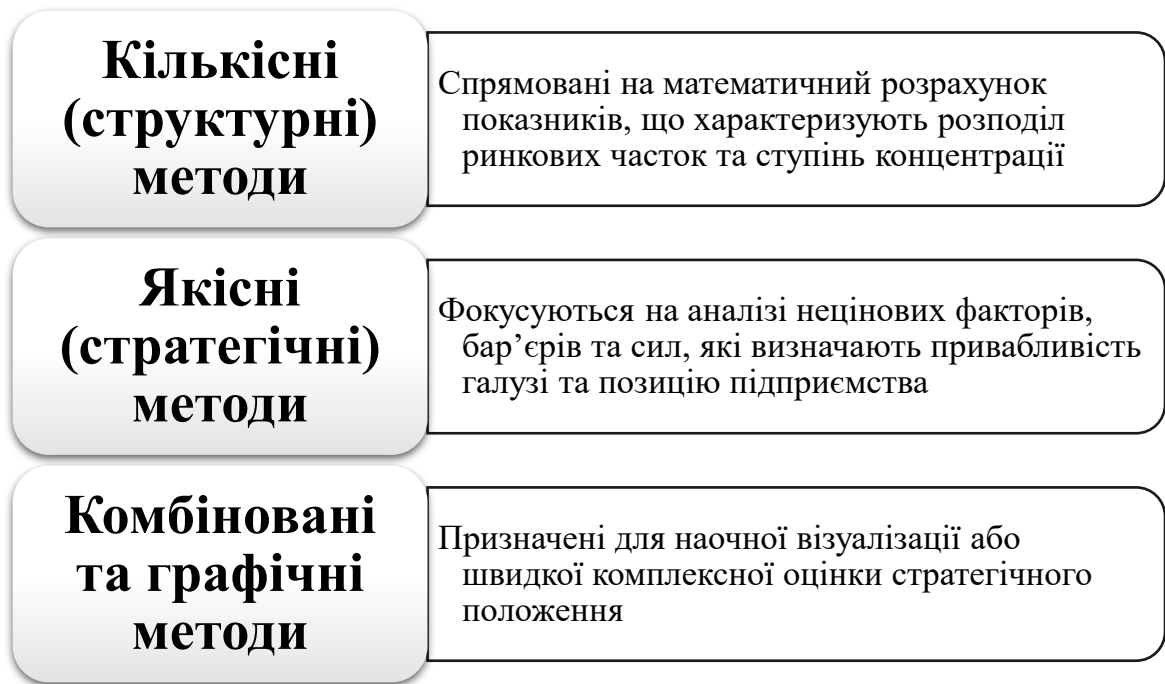 Кількісні
(структурні)
методи
Спрямовані на математичний розрахунок
показників, що характеризують розподіл
ринкових часток та ступінь концентрації
Якісні
(стратегічні)
методи
Фокусуються на аналізі нецінових факторів,
бар’єрів та сил, які визначають привабливість
галузі та позицію підприємства
Комбіновані
та графічні
методи
Призначені для наочної візуалізації або
швидкої комплексної оцінки стратегічного
положення